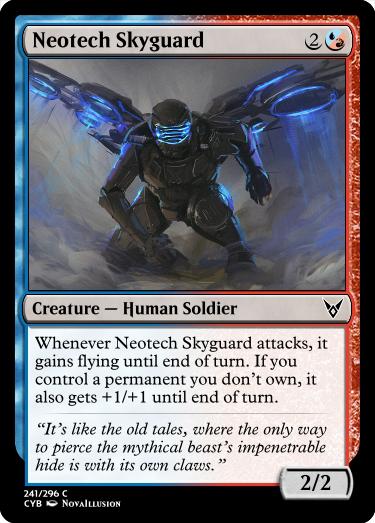 Neotech Skyguard 2
Creature — Human Soldier
Whenever Neotech Skyguard attacks, it
gains flying until end of turn. If you
control a permanent you don't own, it
also gets +1/+1 until end of turn.
"It's like the old tales, where the only way
to pierce the mythical beast's impenetrable
hide is with its own claws."
2/2
241/296 C
CYB NovaIllusion